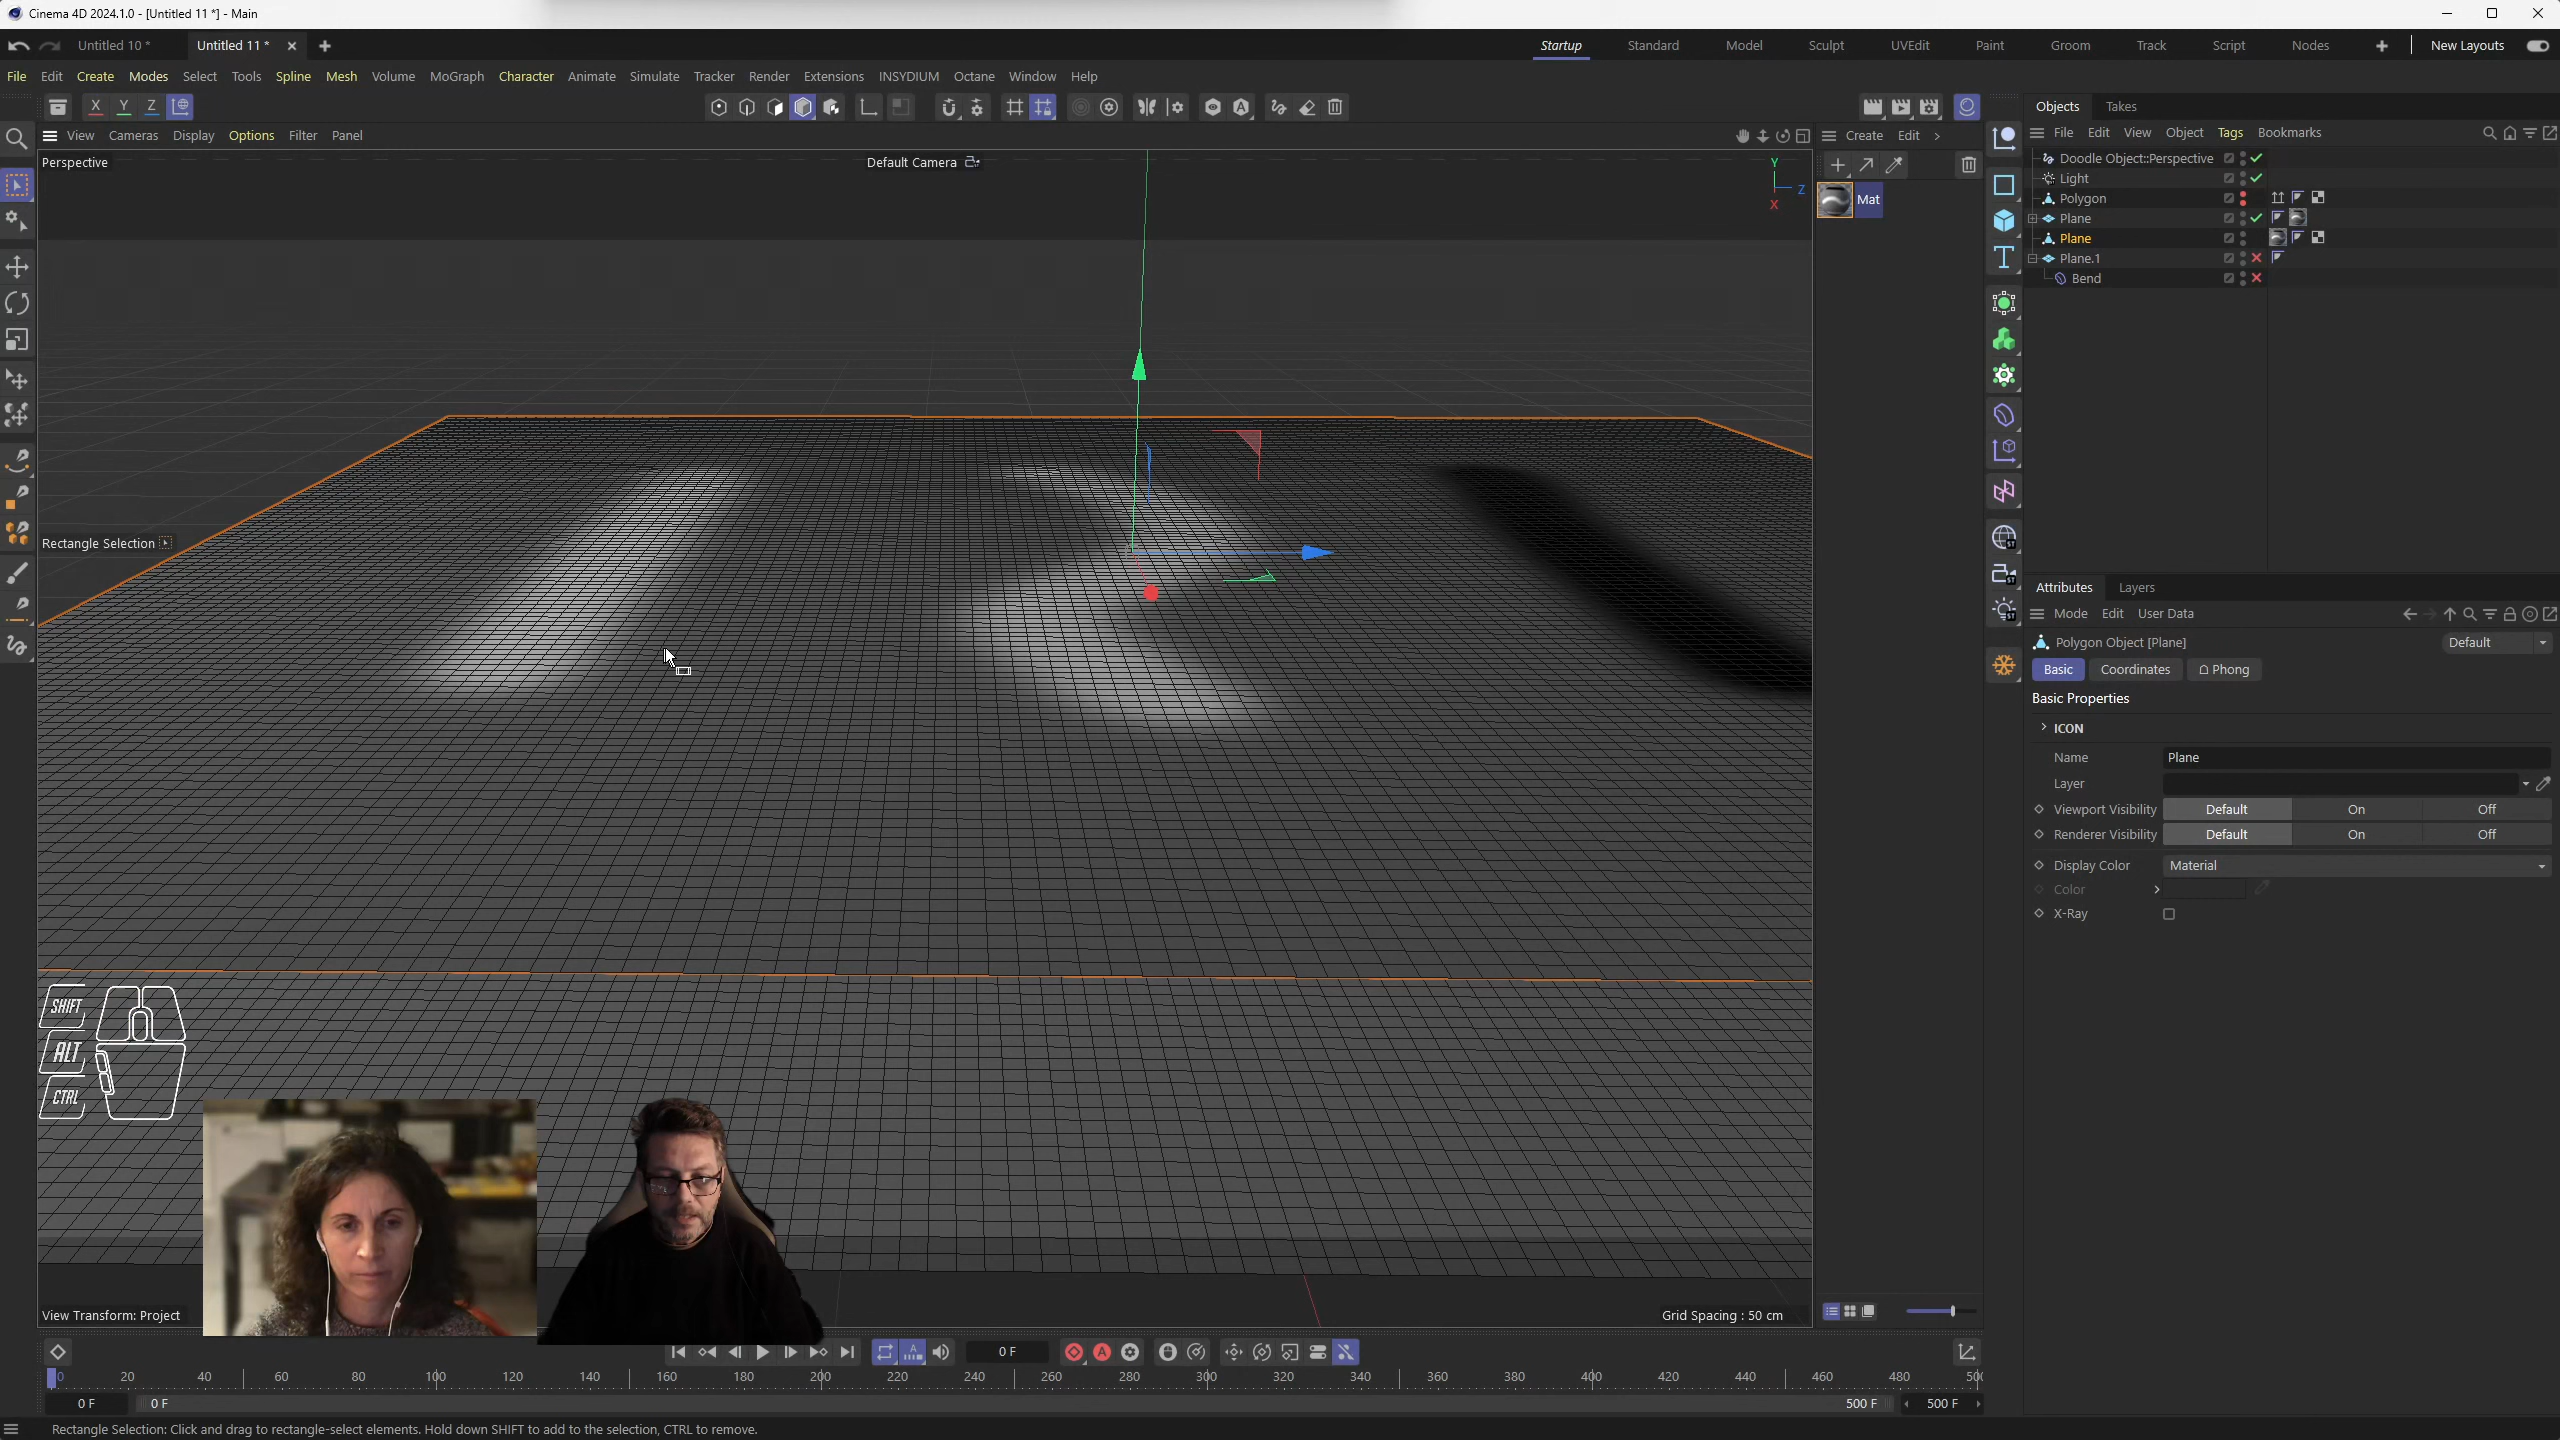 Cinema 4D 2024.1.0 - [Untitled 11 *] - Main
Untitled 10 *
Untitled 11 *
Startup
Standard
Model
Sculpt
UVEdit
Paint
Groom
Track
Script
Nodes
New Layouts
File Edit Create Modes Select Tools Spline Mesh Volume MoGraph Character Animate Simulate Tracker Render Extensions INSYDIUM Octane Window Help
X Y Z
View Cameras Display Options Filter Panel
Perspective
Default Camera
Y
Z
X
Create Edit
Mat
Objects Takes
File Edit View Object Tags Bookmarks
Doodle Object::Perspective
Light
Polygon
Plane
Plane
Plane.1
Bend
Rectangle Selection
ST
ST
ST
Attributes Layers
Mode Edit User Data
Polygon Object [Plane]
Default
Basic Coordinates Phong
Basic Properties
ICON
Name Plane
Layer
Viewport Visibility Default On Off
Renderer Visibility Default On Off
Display Color Material
Color
X-Ray
SHIFT
ALT
CTRL
View Transform: Project
Grid Spacing : 50 cm
0 F
0 20 40 60 80 100 120 140 160 180 200 220 240 260 280 300 320 340 360 380 400 420 440 460 480
0 F
0 F
500 F
500 F
Rectangle Selection: Click and drag to rectangle-select elements. Hold down SHIFT to add to the selection, CTRL to remove.